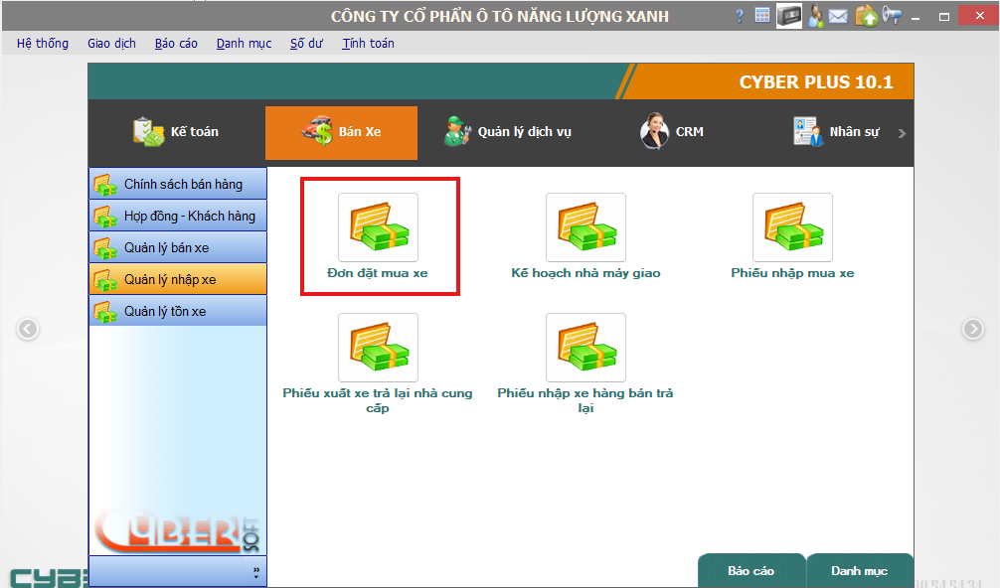 CÔNG TY CỔ PHẨN Ô TÔ NĂNG LƯỢNG XANH
Hệ thống Giao dịch Báo cáo Danh mục Số dư Tính toán
CYBER PLUS 10.1
Kế toán Bán Xe Quản lý dịch vụ CRM Nhân sự
Chính sách bán hàng
Hợp đồng - Khách hàng
Quản lý bán xe
Quản lý nhập xe
Quản lý tồn xe
Đơn đặt mua xe
Kế hoạch nhà máy giao
Phiếu nhập mua xe
Phiếu xuất xe trả lại nhà cung
cấp
Phiếu nhập xe hàng bán trả
lại
CYBER
SOFT
Báo cáo Danh mục